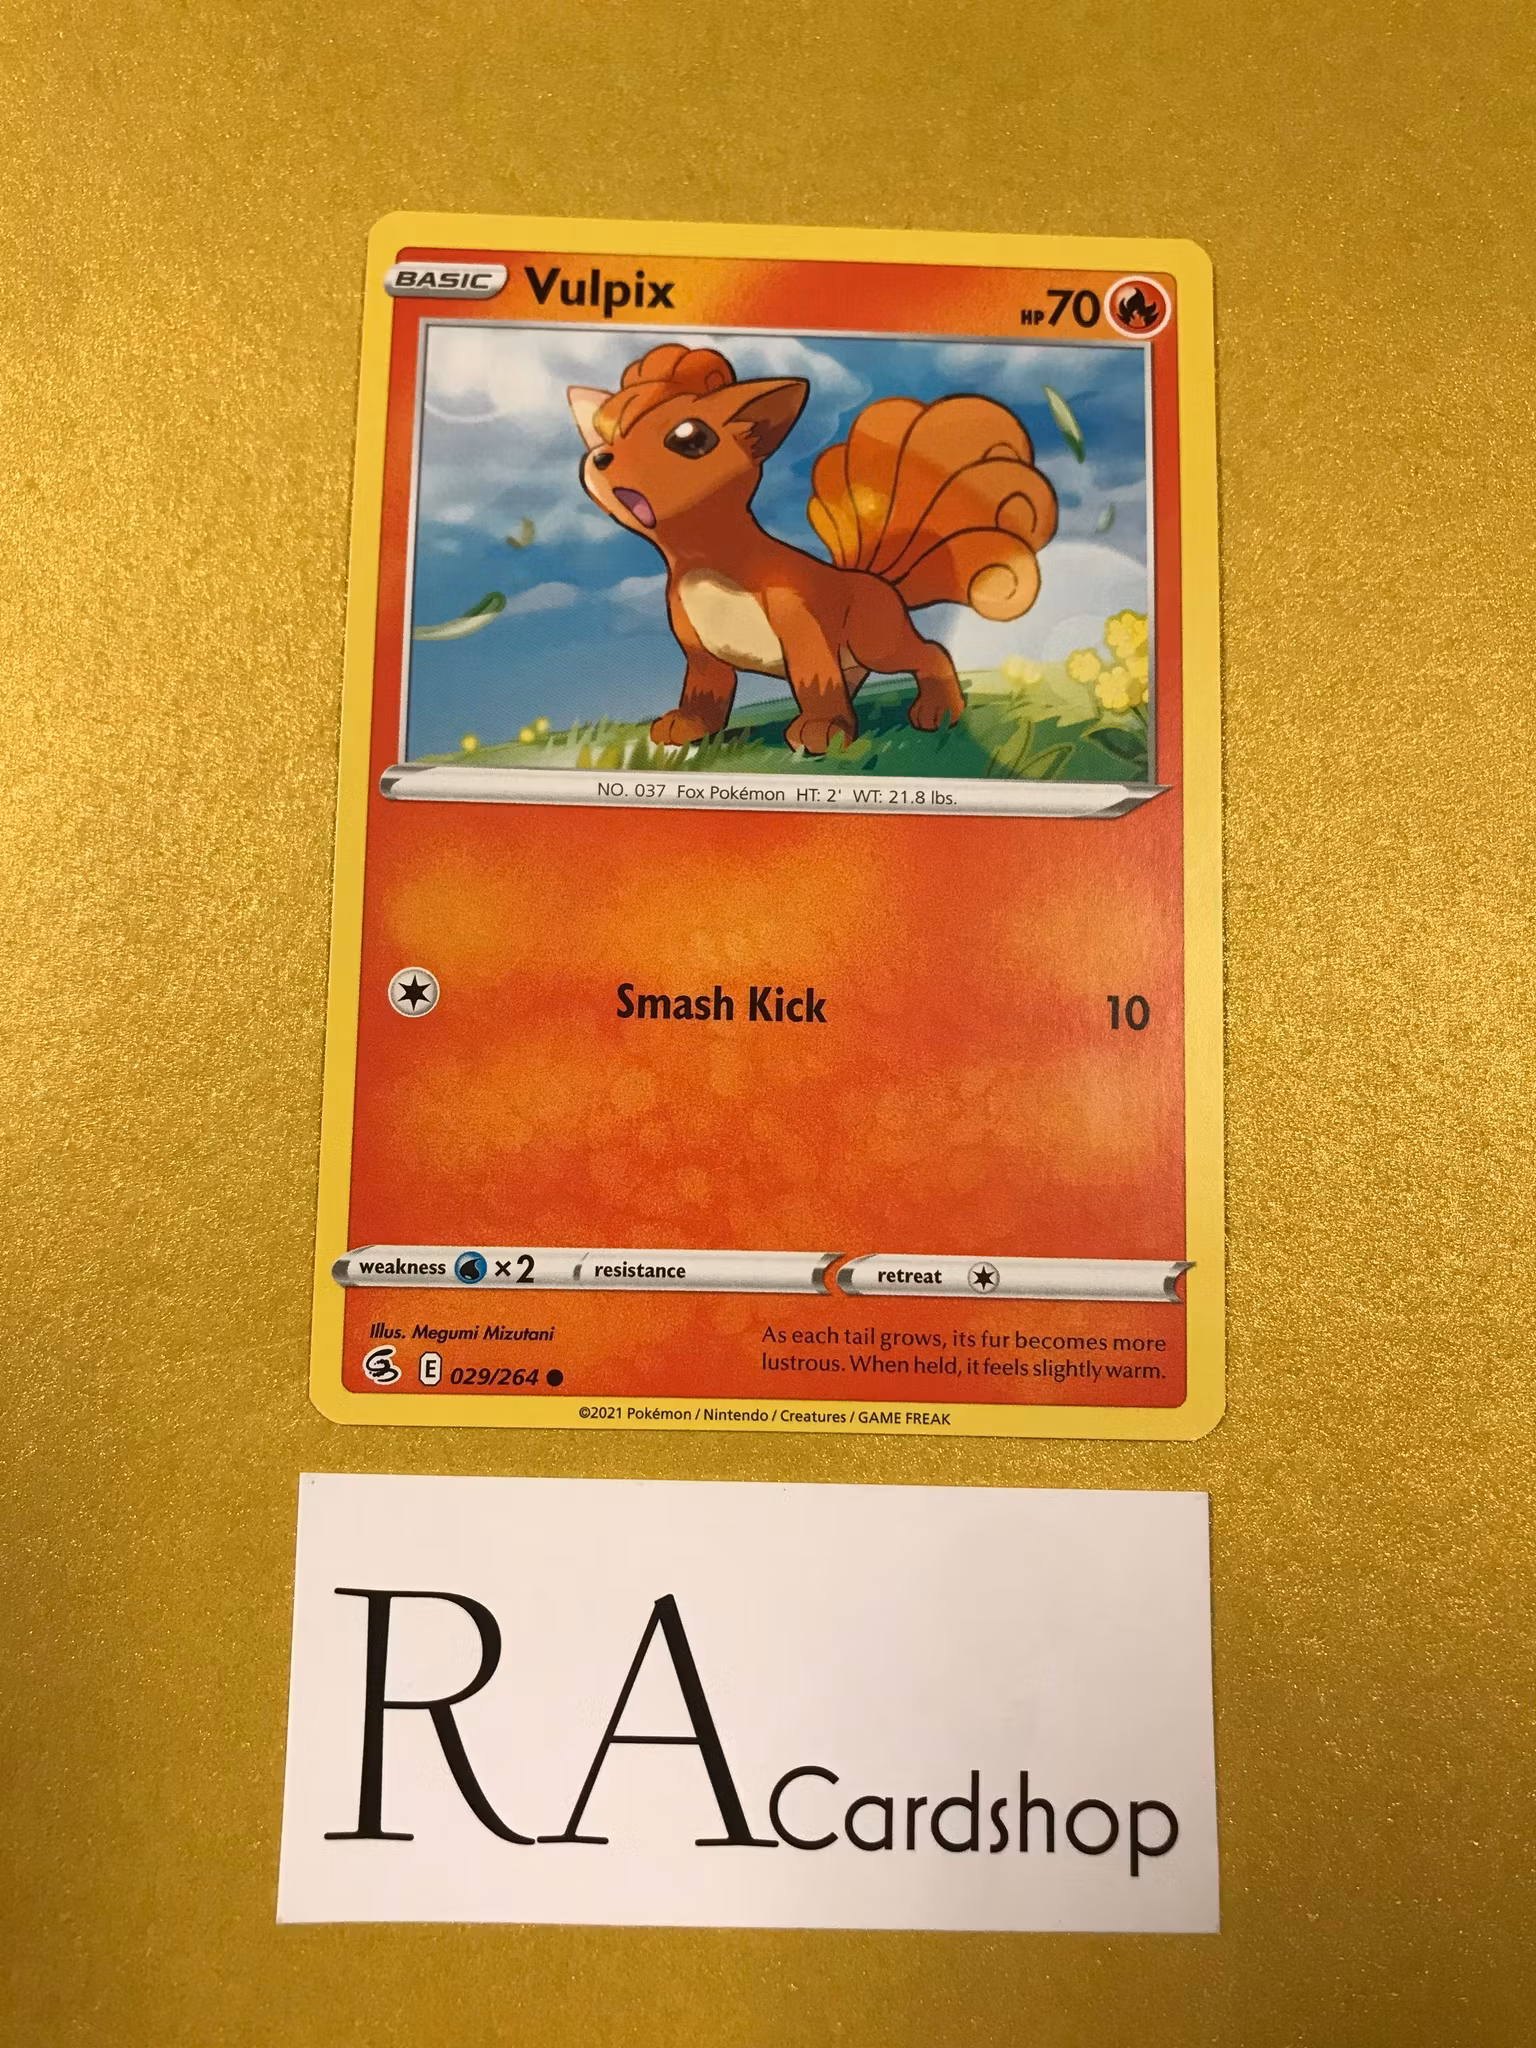 BASIC Vulpix HP 70
NO. 037 Fox Pokémon HT: 2' WT: 21.8 lbs.
Smash Kick 10
weakness ×2 resistance retreat
Illus. Megumi Mizutani
E 029/264
As each tail grows, its fur becomes more
lustrous. When held, it feels slightly warm.
©2021 Pokémon / Nintendo / Creatures / GAME FREAK
RA Cardshop